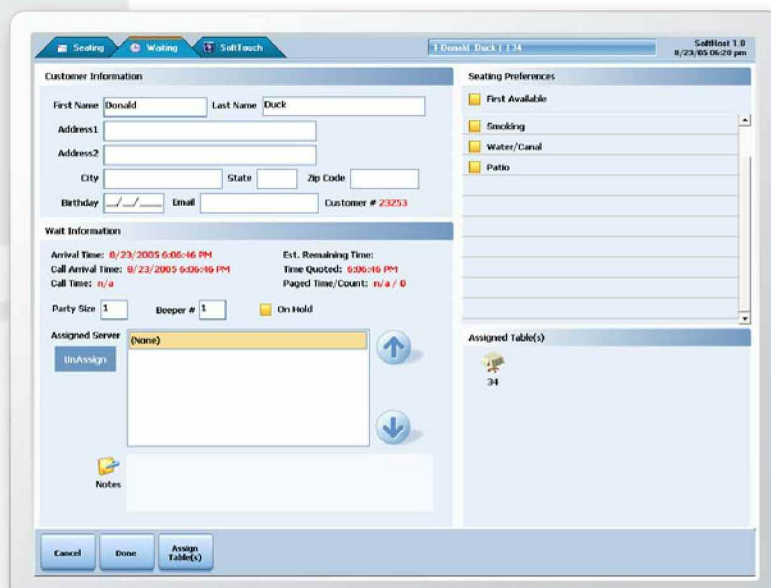 Seating
Waiting
SoftTouch
1 Donald Duck | | 34
SoftHost 1.0
8/23/05 06:20 pm
Customer Information
First Name Donald Last Name Duck
Address1
Address2
City State Zip Code
Birthday __/__/____ Email Customer # 23253
Wait Information
Arrival Time: 8/23/2005 6:06:46 PM Est. Remaining Time:
Call Arrival Time: 8/23/2005 6:06:46 PM Time Quoted: 6:06:46 PM
Call Time: n/a Paged Time/Count: n/a / 0
Party Size 1 Beeper # 1 On Hold
Assigned Server (None)
UnAssign
Notes
Seating Preferences
First Available
Smoking
Water/Canal
Patio
Assigned Table(s)
34
Cancel
Done
Assign
Table(s)